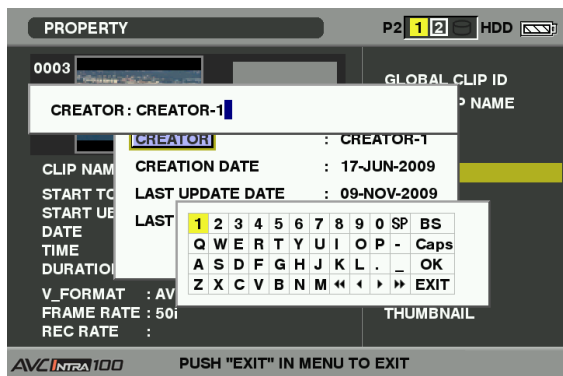 PROPERTY P2 1 2 HDD
0003
GLOBAL CLIP ID
P NAME
CREATOR : CREATOR-1
CREATOR : CREATOR-1
CLIP NAM CREATION DATE : 17-JUN-2009
START TC LAST UPDATE DATE : 09-NOV-2009
START UB LAST
DATE
TIME
DURATION
1 2 3 4 5 6 7 8 9 0 SP BS
Q W E R T Y U I O P - Caps
A S D F G H J K L . _ OK
Z X C V B N M EXIT
V_FORMAT : AV
FRAME RATE : 50i THUMBNAIL
REC RATE :
AVC INTRA 100 PUSH "EXIT" IN MENU TO EXIT